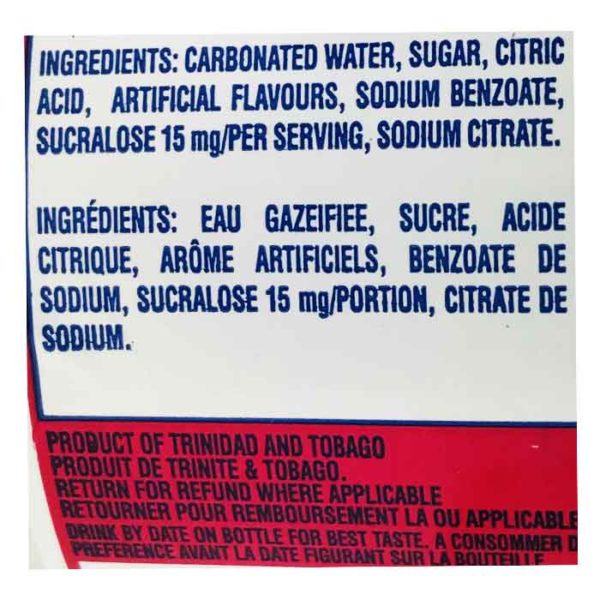 INGREDIENTS: CARBONATED WATER, SUGAR, CITRIC
ACID, ARTIFICIAL FLAVOURS, SODIUM BENZOATE,
SUCRALOSE 15 mg/PER SERVING, SODIUM CITRATE.
INGRÉDIENTS: EAU GAZEIFIEE, SUCRE, ACIDE
CITRIQUE, ARÔME ARTIFICIELS, BENZOATE DE
SODIUM, SUCRALOSE 15 mg/PORTION, CITRATE DE
SODIUM.
PRODUCT OF TRINIDAD AND TOBAGO
PRODUIT DE TRINITE & TOBAGO.
RETURN FOR REFUND WHERE APPLICABLE
RETOURNER POUR REMBOURSEMENT LA OU APPLICABLE
DRINK BY DATE ON BOTTLE FOR BEST TASTE. A CONSOMMER D
PREFERENCE AVANT LA DATE FIGURANT SUR LA BOUTEILLE